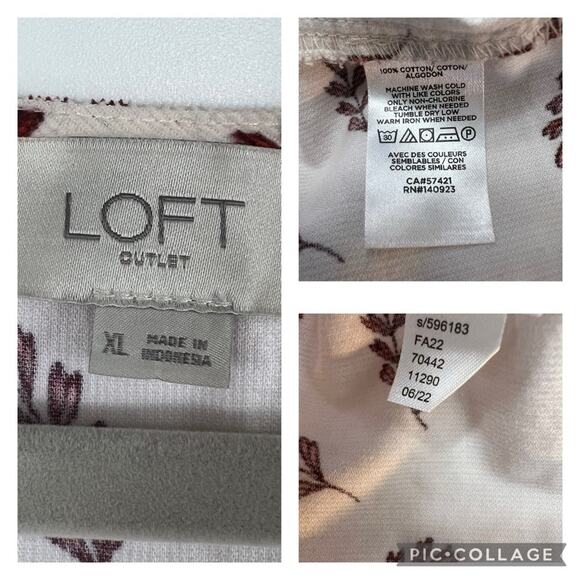 LOFT
OUTLET
XL
MADE IN
INDONESIA
100% COTTON/ COTON/
ALGODON
MACHINE WASH COLD
WITH LIKE COLORS
ONLY NON-CHLORINE
BLEACH WHEN NEEDED
TUMBLE DRY LOW
WARM IRON WHEN NEEDED
30
AVEC DES COULEURS
SEMBLABLES / CON
COLORES SIMILARES
CA#57421
RN#140923
s/596183
FA22
70442
11290
06/22
PIC•COLLAGE